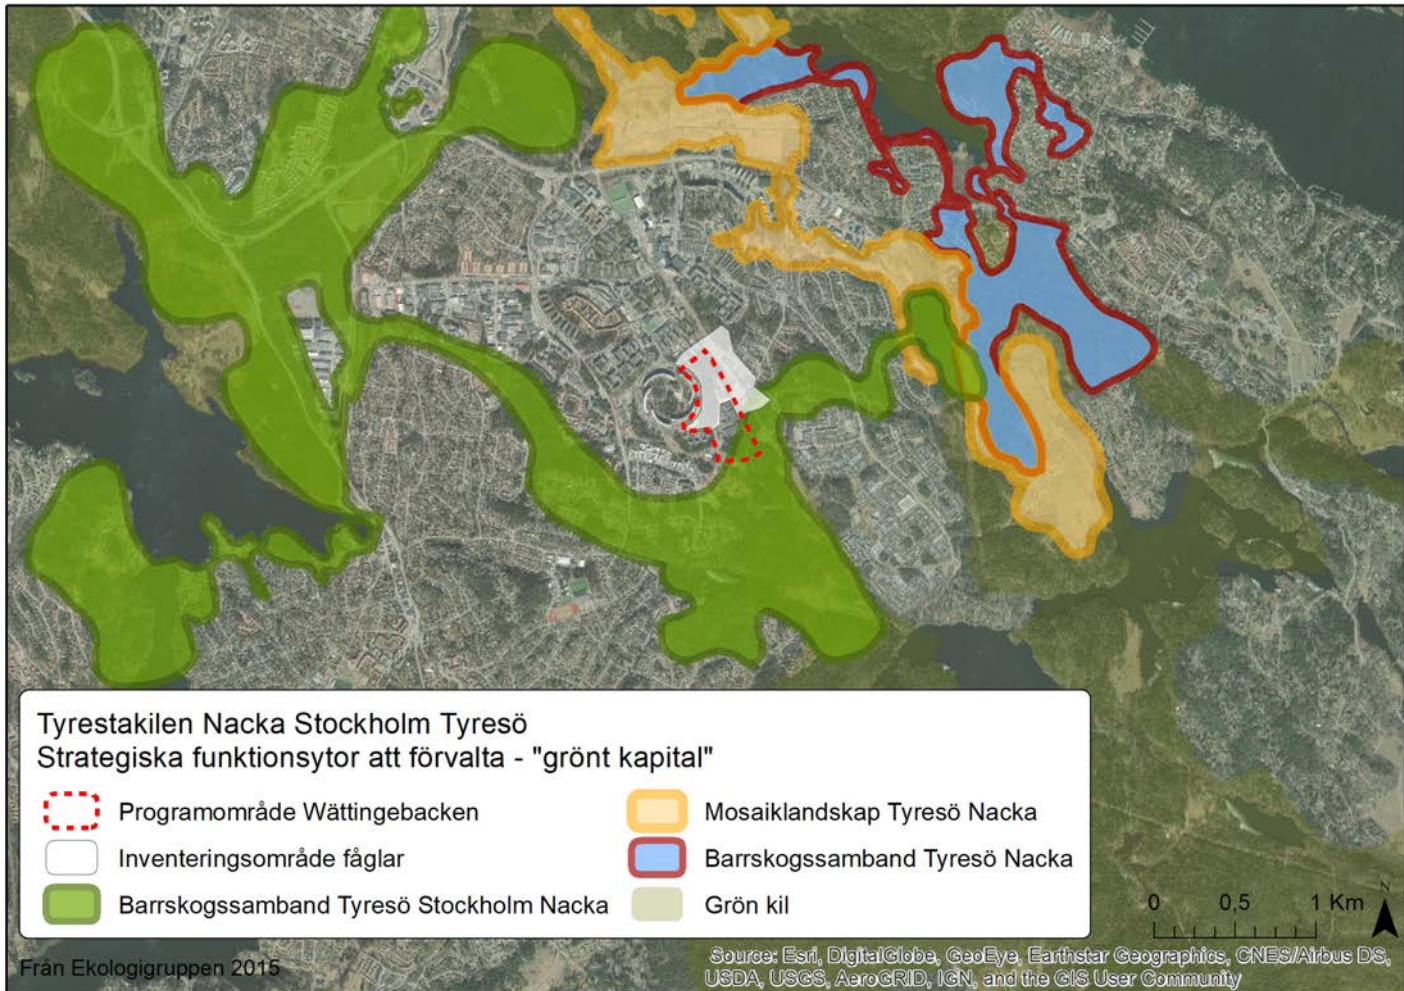 Tyrestakilen Nacka Stockholm Tyresö
Strategiska funktionsytor att förvalta - "grönt kapital"
Programområde Wättingebacken
Inventeringsområde fåglar
Barrskogssamband Tyresö Stockholm Nacka
Mosaiklandskap Tyresö Nacka
Barrskogssamband Tyresö Nacka
Grön kil
0 0,5 1 Km
N
Från Ekologigruppen 2015
Source: Esri, DigitalGlobe, GeoEye, Earthstar Geographics, CNES/Airbus DS,
USDA, USGS, AeroGRID, IGN, and the GIS User Community